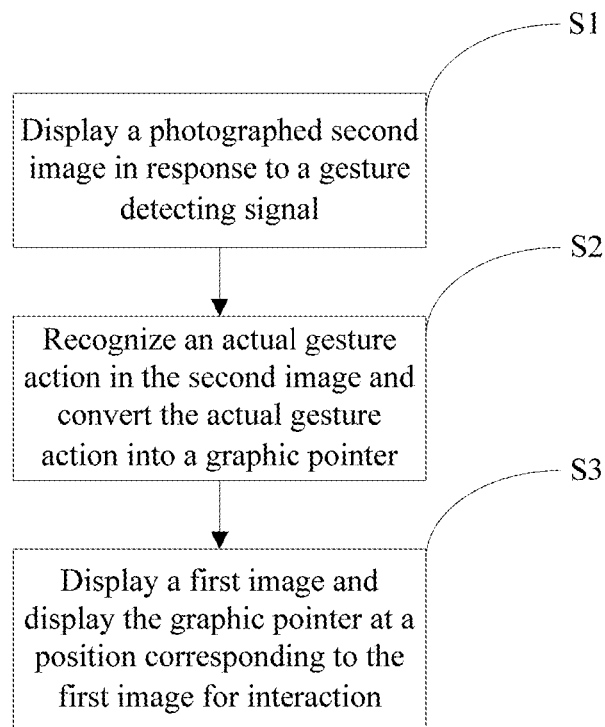 S1
Display a photographed second
image in response to a gesture
detecting signal
S2
Recognize an actual gesture
action in the second image and
convert the actual gesture
action into a graphic pointer
S3
Display a first image and
display the graphic pointer at a
position corresponding to the
first image for interaction